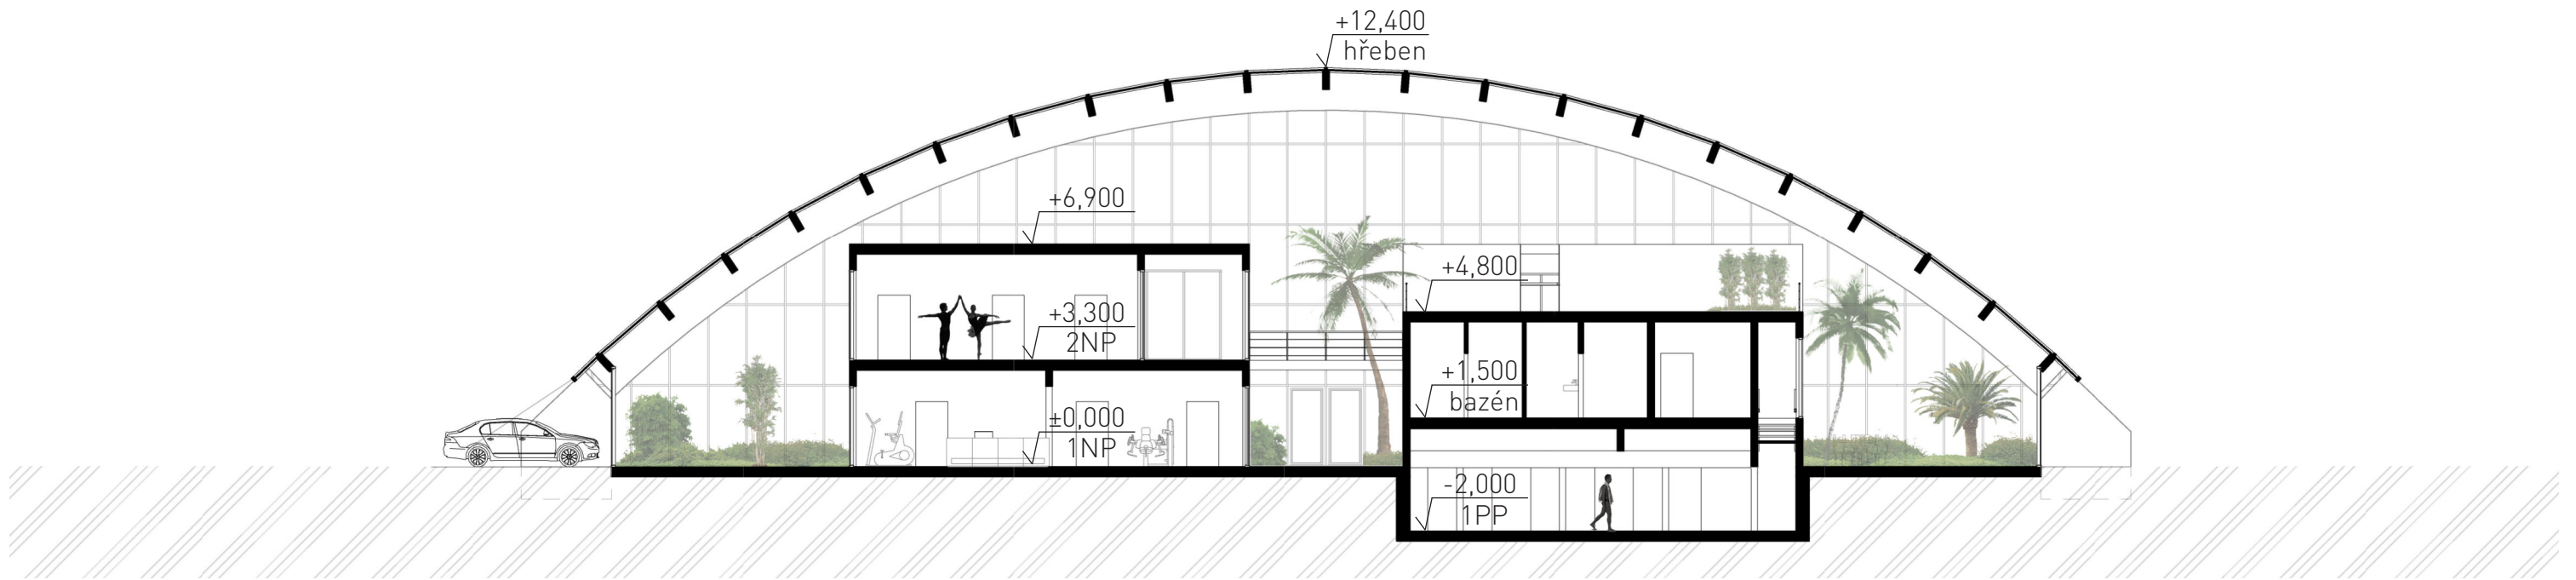 +12,400
hřeben
+6,900
+4,800
+3,300
2NP
+1,500
bazén
±0,000
1NP
-2,000
1PP